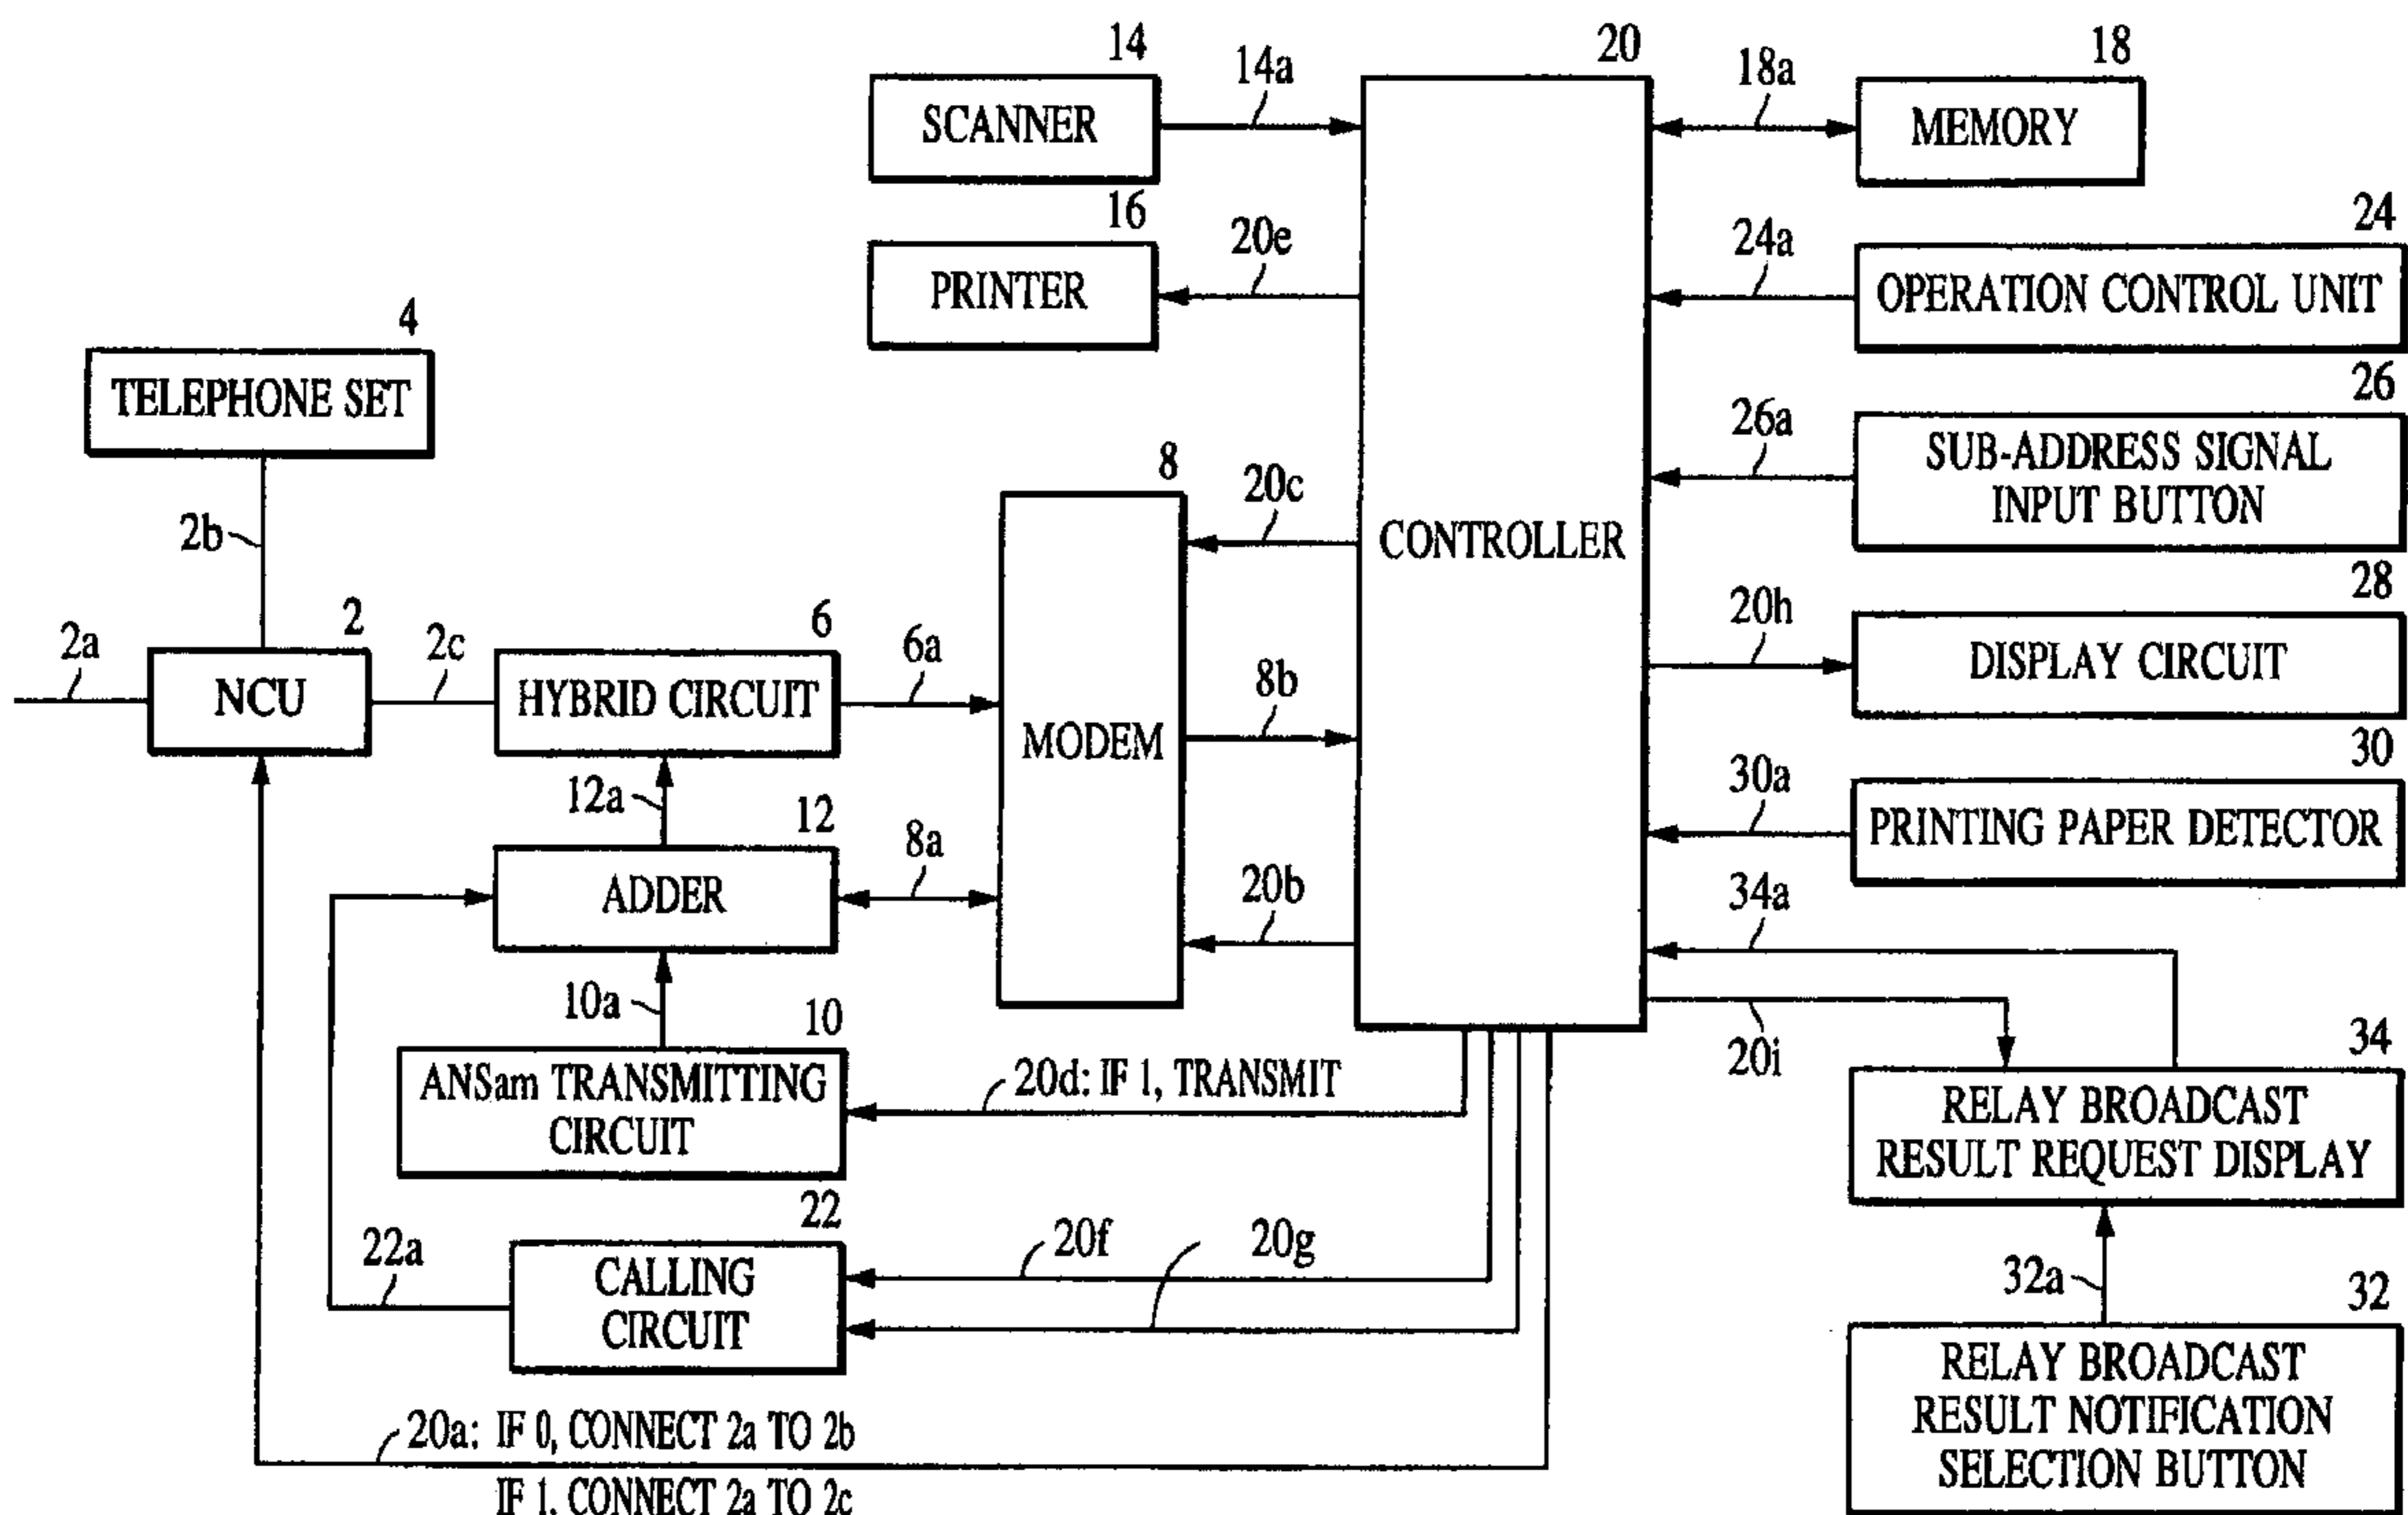 14
14a
20
18a
18
SCANNER
MEMORY
16
20e
24a
24
PRINTER
OPERATION CONTROL UNIT
4
TELEPHONE SET
26a
26
SUB-ADDRESS SIGNAL
INPUT BUTTON
2b
8
20c
CONTROLLER
28
2a
2
2c
6
6a
8b
20h
NCU
HYBRID CIRCUIT
MODEM
DISPLAY CIRCUIT
30
12a
12
8a
30a
PRINTING PAPER DETECTOR
ADDER
20b
34a
10a
10
20i
34
ANSam TRANSMITTING
CIRCUIT
20d: IF 1, TRANSMIT
RELAY BROADCAST
RESULT REQUEST DISPLAY
22
22a
20f
20g
CALLING
CIRCUIT
32a
32
RELAY BROADCAST
RESULT NOTIFICATION
SELECTION BUTTON
20a: IF 0, CONNECT 2a TO 2b
IF 1, CONNECT 2a TO 2c